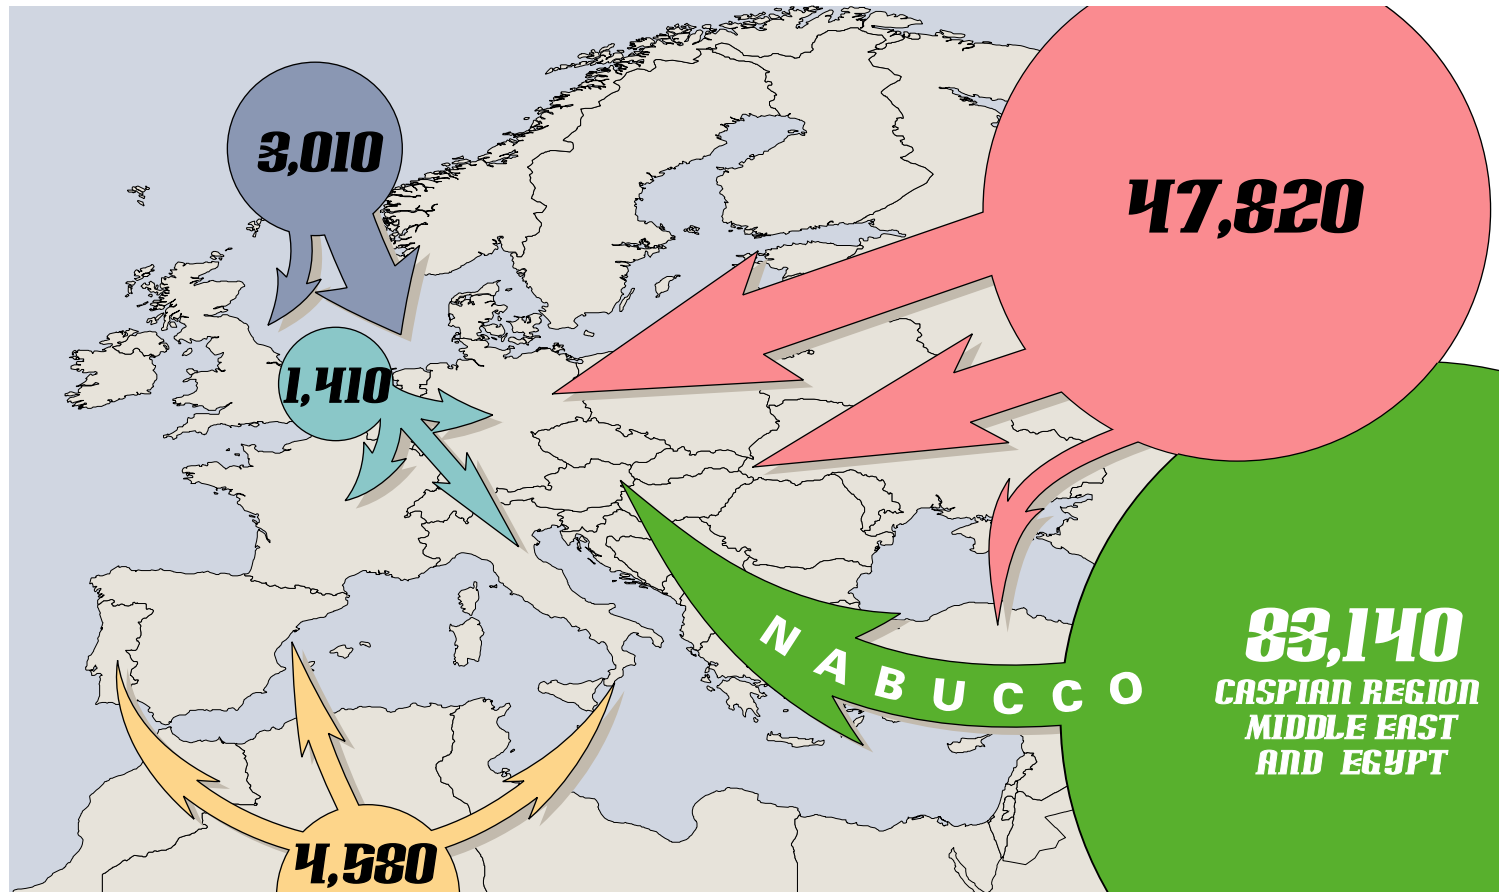 3,010
47,820
1,410
83,140
CASPIAN REGION
MIDDLE EAST
AND EGYPT
NABUCCO
4,580